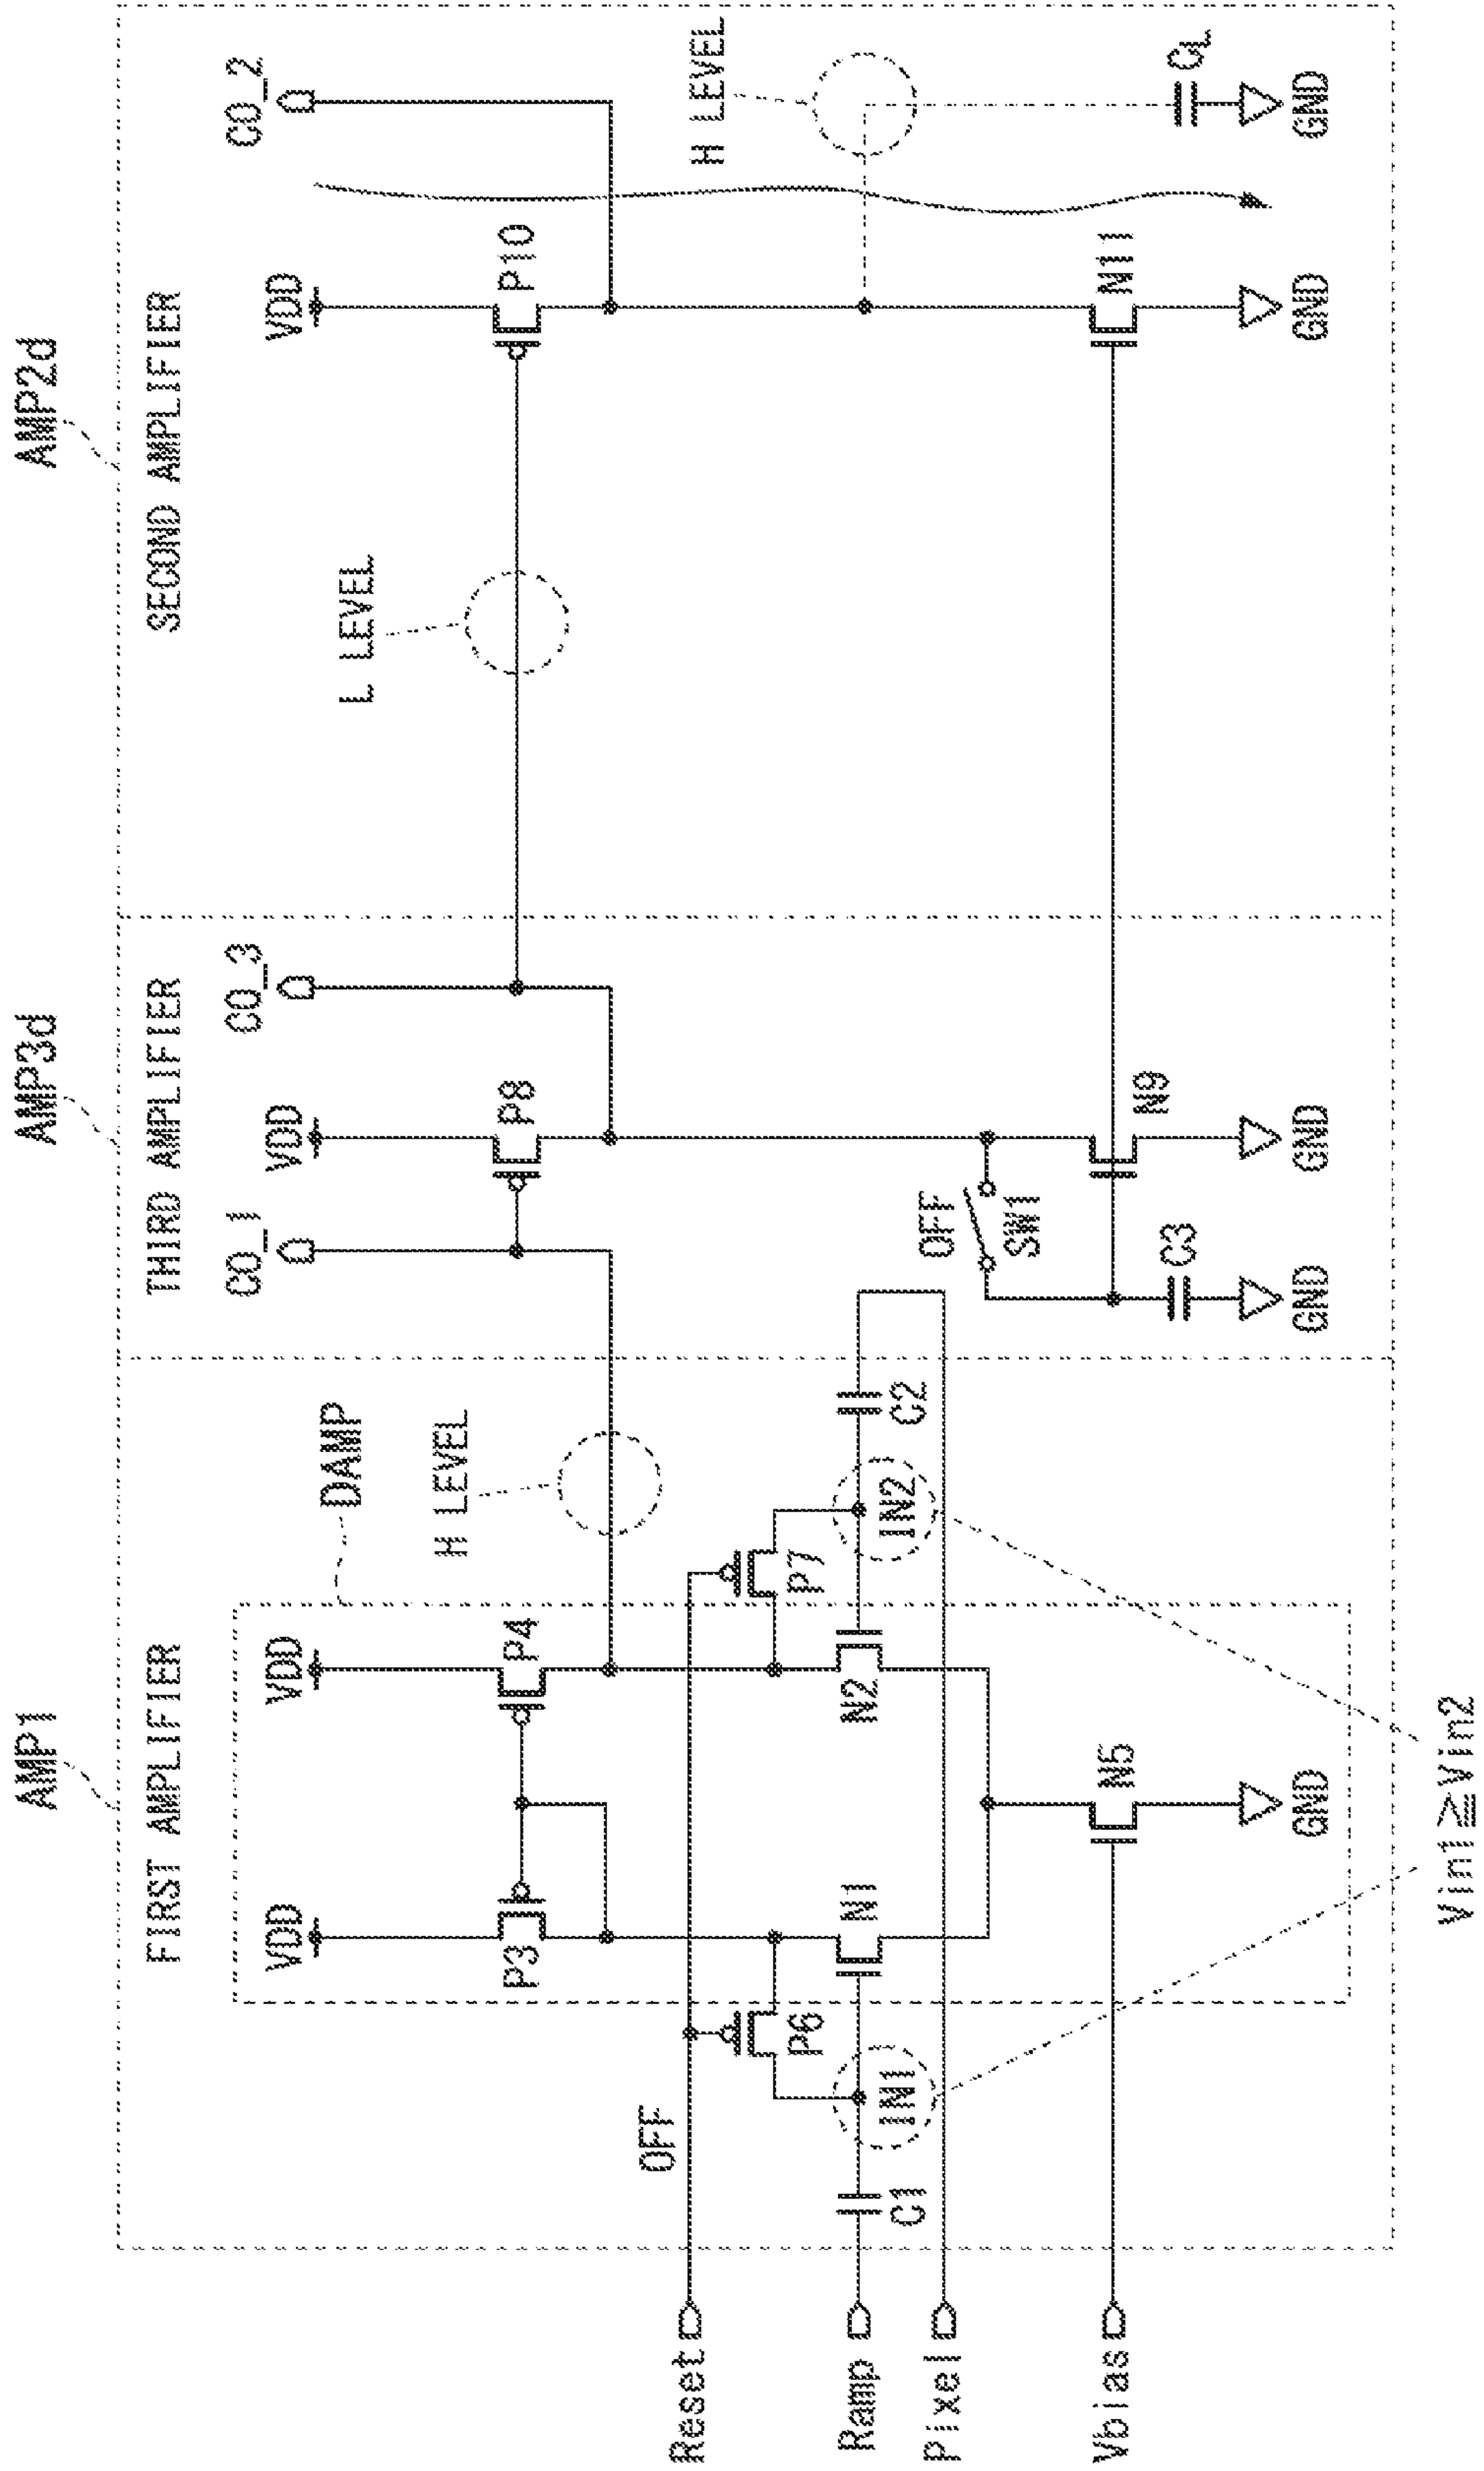 AMP1
AMP3d
AMP2d
FIRST AMPLIFIER
THIRD AMPLIFIER
SECOND AMPLIFIER
DAMP
CO_1
CO_3
CO_2
VDD
VDD
VDD
VDD
H LEVEL
L LEVEL
P3
P4
P8
P10
OFF
H LEVEL
Reset
P6
P7
Ramp
C1
IN1
N1
N2
IN2
C2
OFF
SW1
Pixel
Vbias
N5
N9
N11
C3
CL
GND
GND
GND
GND
GND
Vin1≧Vin2